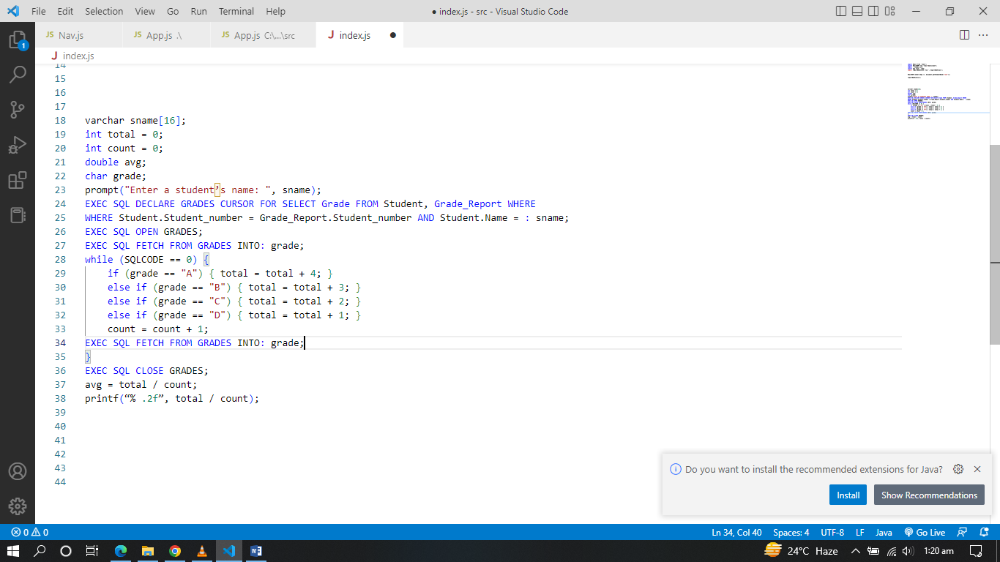 File Edit Selection View Go Run Terminal Help
● index.js - src - Visual Studio Code
JS Nav.js
JS App.js .\
JS App.js C:\...\src
J index.js ●
J index.js
1
14
15
16
17
18 varchar sname[16];
19 int total = 0;
20 int count = 0;
21 double avg;
22 char grade;
23 prompt("Enter a student’s name: ", sname);
24 EXEC SQL DECLARE GRADES CURSOR FOR SELECT Grade FROM Student, Grade_Report WHERE
25 WHERE Student.Student_number = Grade_Report.Student_number AND Student.Name = : sname;
26 EXEC SQL OPEN GRADES;
27 EXEC SQL FETCH FROM GRADES INTO: grade;
28 while (SQLCODE == 0) {
29 if (grade == "A") { total = total + 4; }
30 else if (grade == "B") { total = total + 3; }
31 else if (grade == "C") { total = total + 2; }
32 else if (grade == "D") { total = total + 1; }
33 count = count + 1;
34 EXEC SQL FETCH FROM GRADES INTO: grade;
35 }
36 EXEC SQL CLOSE GRADES;
37 avg = total / count;
38 printf(“% .2f”, total / count);
39
40
41
42
43
44
Do you want to install the recommended extensions for Java?
Install
Show Recommendations
0 0
Ln 34, Col 40 Spaces: 4 UTF-8 LF Java Go Live
24°C Haze 1:20 am